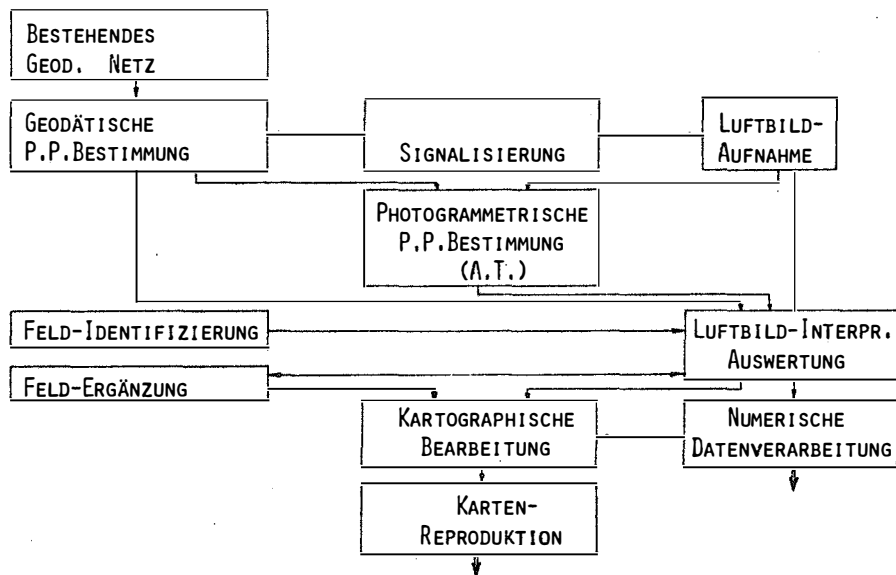 BESTEHENDES
GEOD. NETZ
GEODÄTISCHE
P.P.BESTIMMUNG
SIGNALISIERUNG
LUFTBILD-
AUFNAHME
PHOTOGRAMMETRISCHE
P.P.BESTIMMUNG
(A.T.)
FELD-IDENTIFIZIERUNG
LUFTBILD-INTERPR.
AUSWERTUNG
FELD-ERGÄNZUNG
KARTOGRAPHISCHE
BEARBEITUNG
NUMERISCHE
DATENVERARBEITUNG
KARTEN-
REPRODUKTION